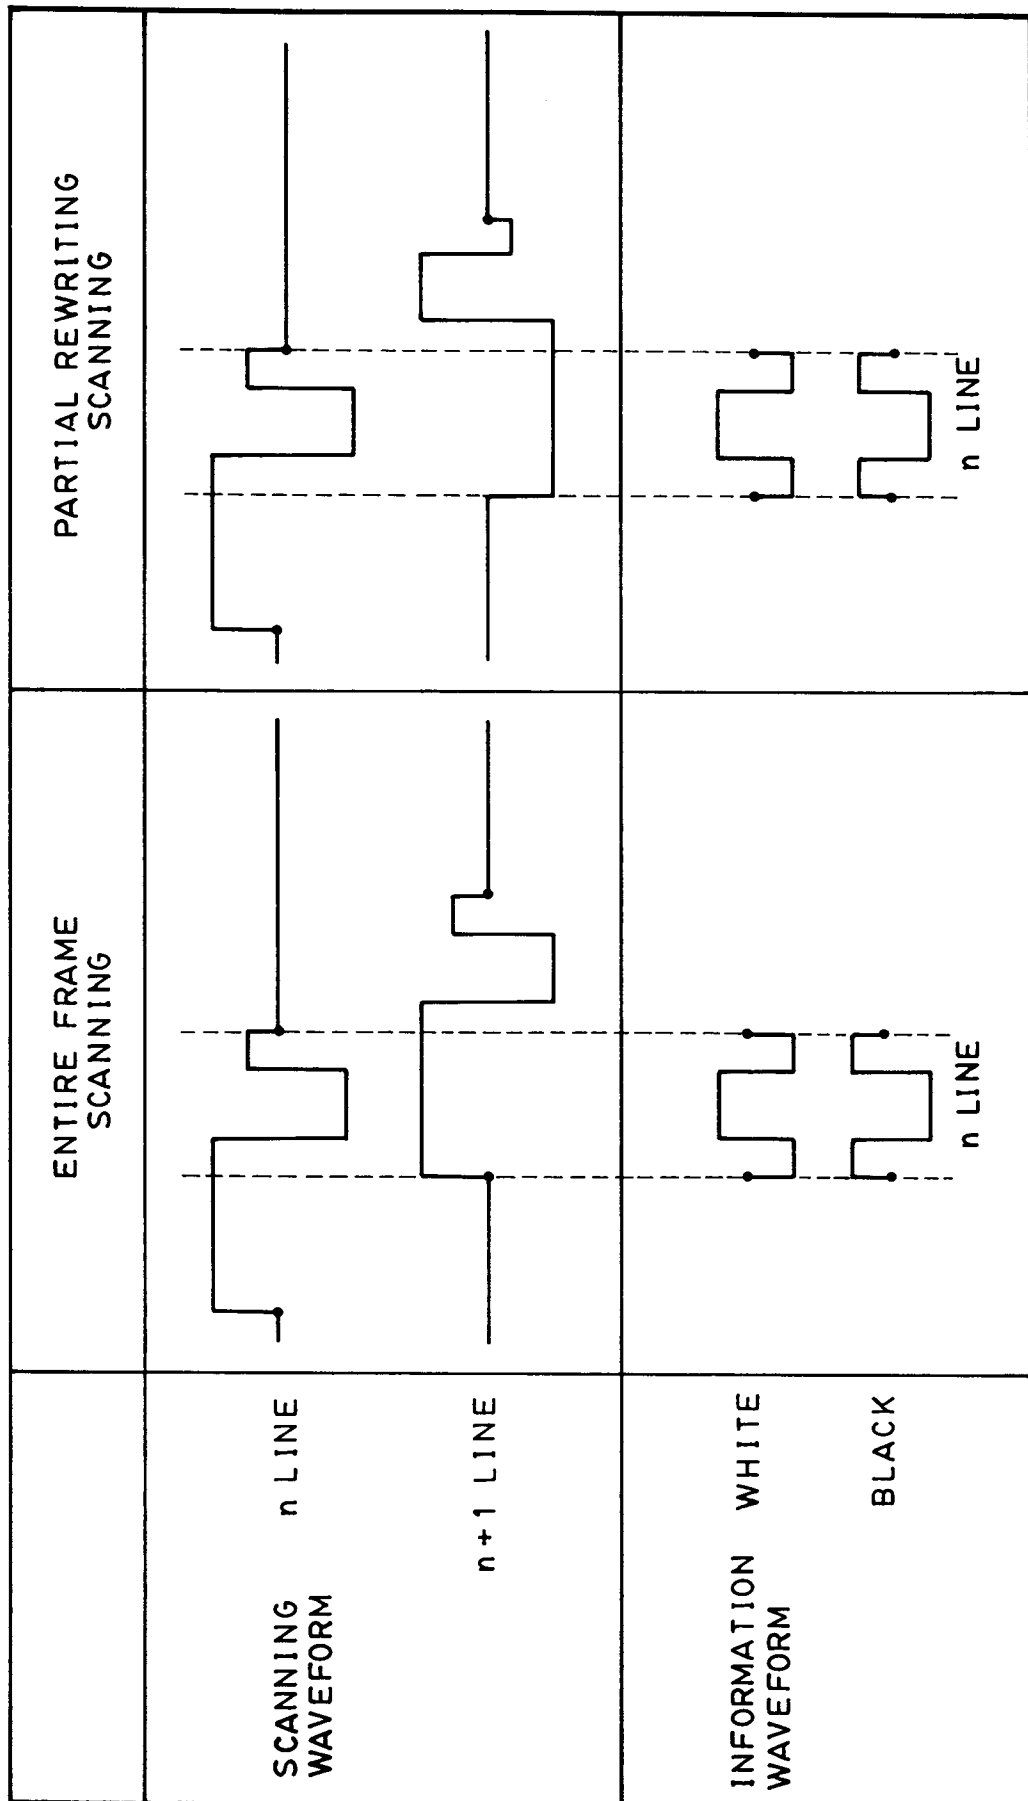 ENTIRE FRAME
SCANNING
PARTIAL REWRITING
SCANNING
SCANNING
WAVEFORM
n LINE
n+1 LINE
INFORMATION
WAVEFORM
WHITE
BLACK
n LINE
n LINE